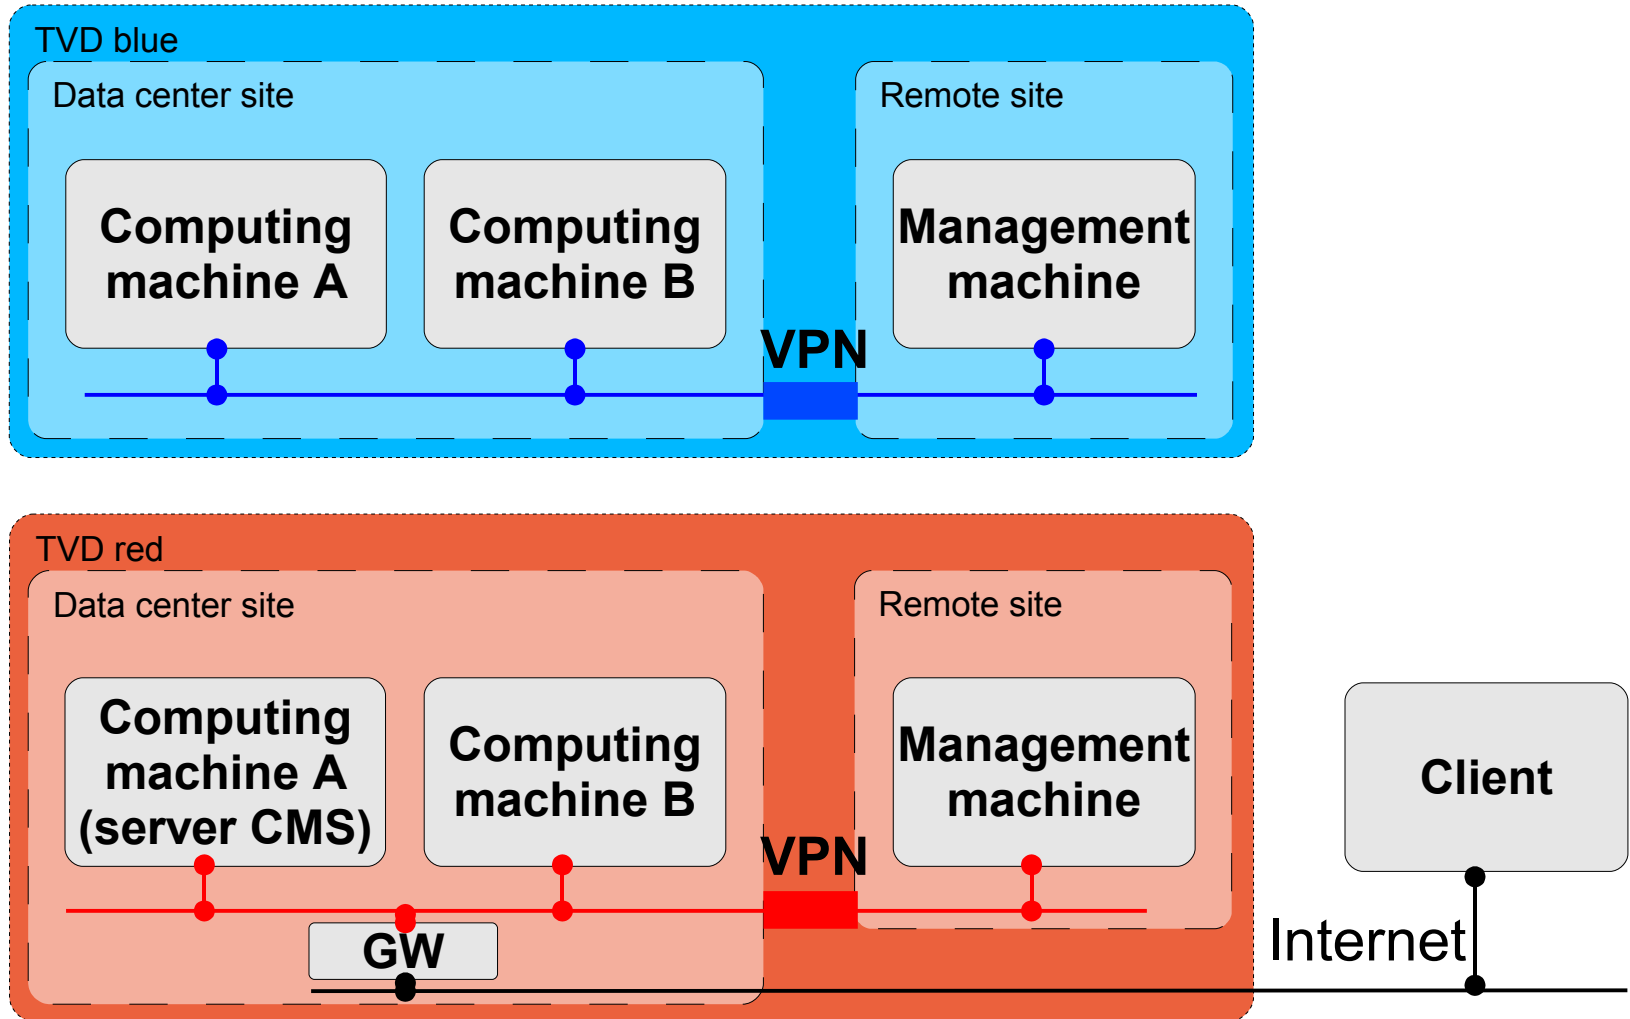 TVD blue
Data center site
Remote site
Computing
machine A
Computing
machine B
Management
machine
VPN
TVD red
Data center site
Remote site
Computing
machine A
(server CMS)
Computing
machine B
Management
machine
Client
VPN
GW
Internet